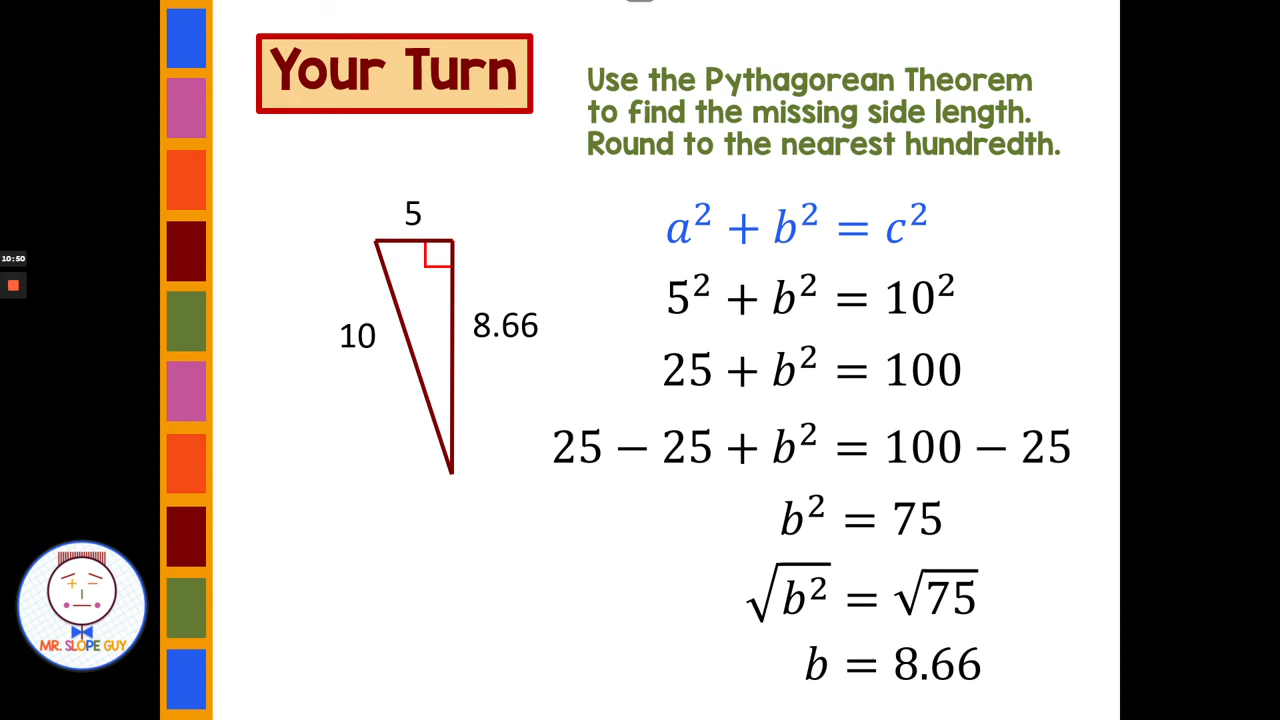 Your Turn
Use the Pythagorean Theorem
to find the missing side length.
Round to the nearest hundredth.
5
10
8.66
a² + b² = c²
5² + b² = 10²
25 + b² = 100
25 − 25 + b² = 100 − 25
b² = 75
√b² = √75
b = 8.66
10:50
MR. SLOPE GUY